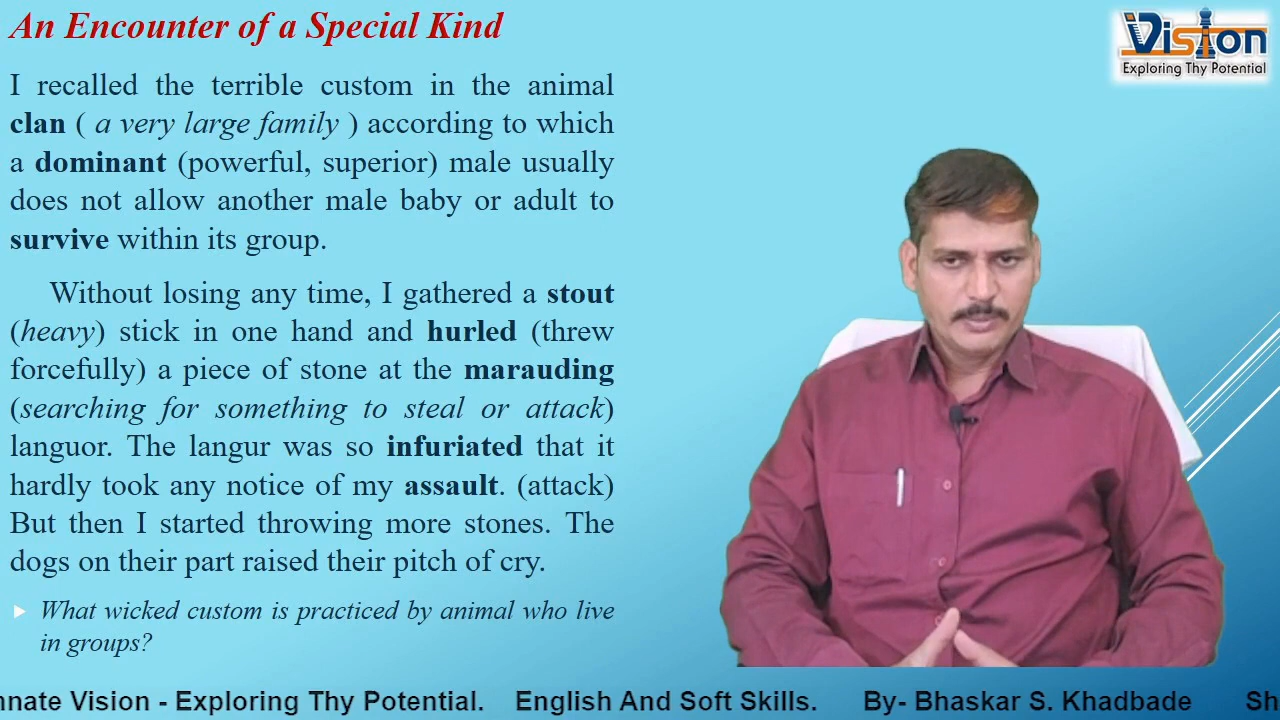 An Encounter of a Special Kind
I recalled the terrible custom in the animal
clan ( a very large family ) according to which
a dominant (powerful, superior) male usually
does not allow another male baby or adult to
survive within its group.
Without losing any time, I gathered a stout
(heavy) stick in one hand and hurled (threw
forcefully) a piece of stone at the marauding
(searching for something to steal or attack)
languor. The langur was so infuriated that it
hardly took any notice of my assault. (attack)
But then I started throwing more stones. The
dogs on their part raised their pitch of cry.
What wicked custom is practiced by animal who live
in groups?
Vision
Exploring Thy Potential
nnate Vision - Exploring Thy Potential. English And Soft Skills. By- Bhaskar S. Khadbade Sh